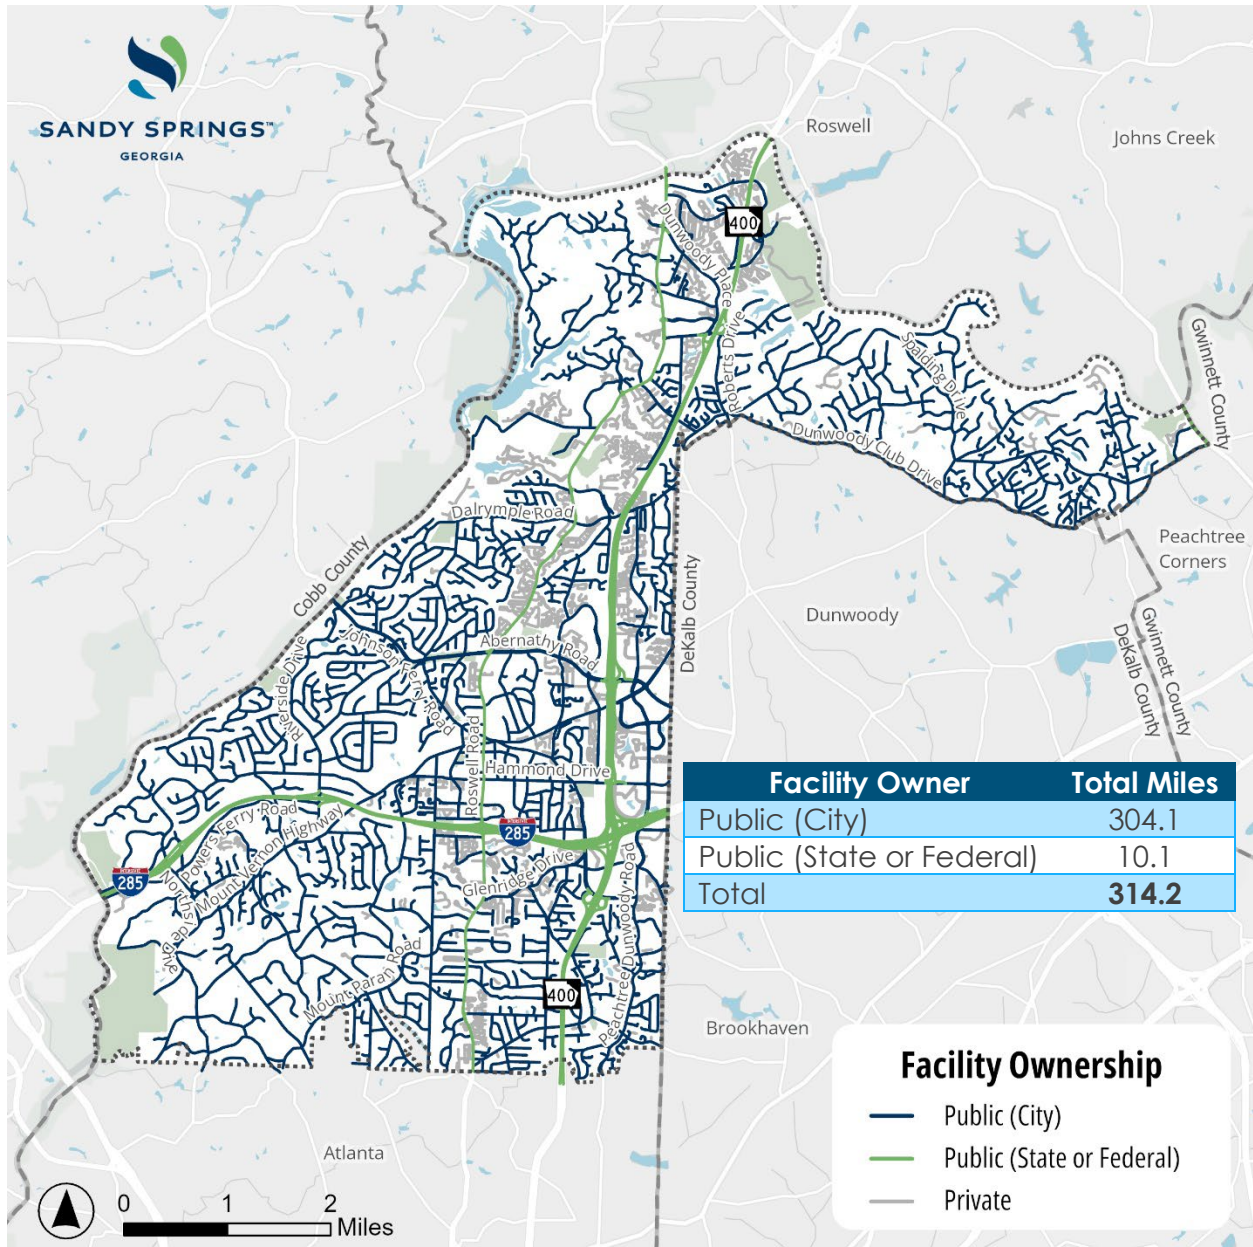 SANDY SPRINGS™
GEORGIA
Roswell
Johns Creek
400
Dunwoody Place
Roberts Drive
Spalding Drive
Gwinnett County
Dunwoody Club Drive
Dalrymple Road
Peachtree
Corners
Cobb County
DeKalb County
Dunwoody
Johnson Ferry Road
Abernathy Road
Riverside Drive
Gwinnett County
DeKalb County
Roswell Road
Hammond Drive
Facility Owner Total Miles
Public (City) 304.1
Public (State or Federal) 10.1
Total 314.2
Powers Ferry Road
285
Mount Vernon Highway
285
Glenridge Drive
Northside Drive
Mount Paran Road
Peachtree Dunwoody Road
400
Brookhaven
Atlanta
Facility Ownership
Public (City)
Public (State or Federal)
Private
0 1 2
Miles